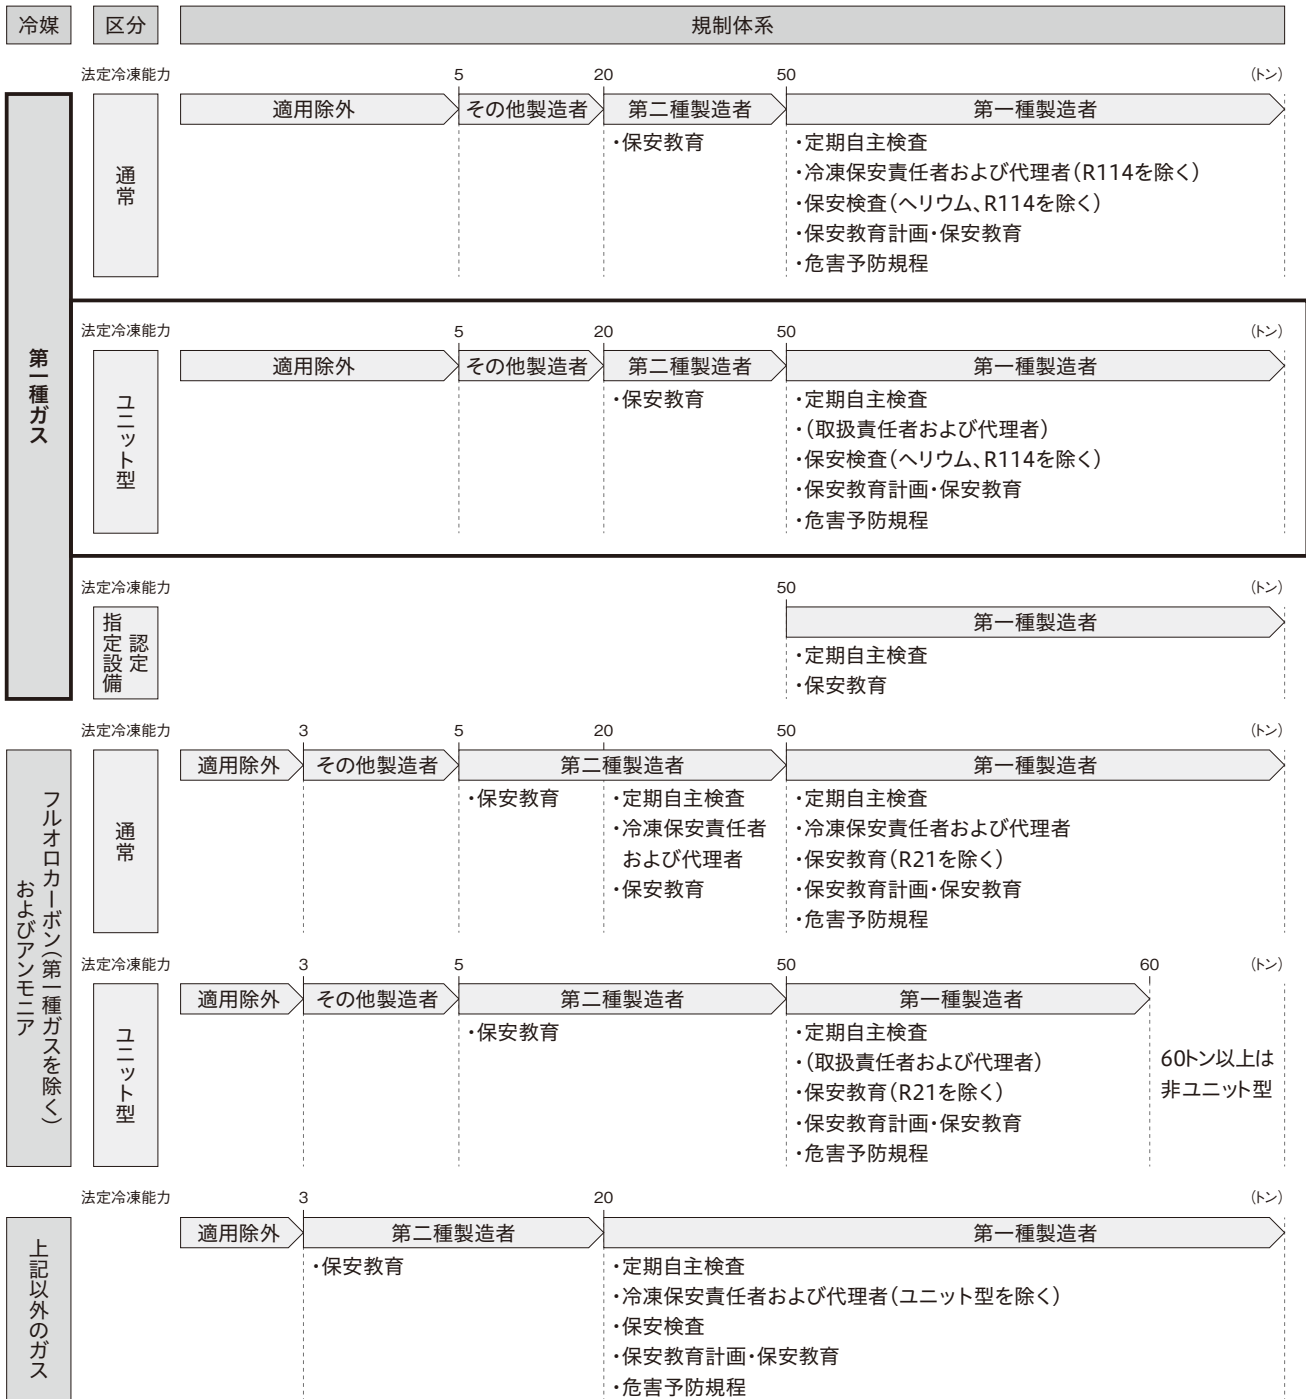 冷媒 区分 規制体系
法定冷凍能力 5 20 50 (トン)
第一種ガス
通常
適用除外 その他製造者 第二種製造者 第一種製造者
・保安教育 ・定期自主検査
・冷凍保安責任者および代理者(R114を除く)
・保安検査(ヘリウム、R114を除く)
・保安教育計画・保安教育
・危害予防規程
法定冷凍能力 5 20 50 (トン)
ユニット型
適用除外 その他製造者 第二種製造者 第一種製造者
・保安教育 ・定期自主検査
・(取扱責任者および代理者)
・保安検査(ヘリウム、R114を除く)
・保安教育計画・保安教育
・危害予防規程
法定冷凍能力 50 (トン)
認定
指定設備
第一種製造者
・定期自主検査
・保安教育
法定冷凍能力 3 5 20 50 (トン)
フルオロカーボン(第一種ガスを除く)
およびアンモニア
通常
適用除外 その他製造者 第二種製造者 第一種製造者
・保安教育 ・定期自主検査 ・定期自主検査
・冷凍保安責任者 ・冷凍保安責任者および代理者
および代理者 ・保安教育(R21を除く)
・保安教育 ・保安教育計画・保安教育
・危害予防規程
法定冷凍能力 3 5 50 60 (トン)
ユニット型
適用除外 その他製造者 第二種製造者 第一種製造者
・保安教育 ・定期自主検査
・(取扱責任者および代理者) 60トン以上は
・保安教育(R21を除く) 非ユニット型
・保安教育計画・保安教育
・危害予防規程
法定冷凍能力 3 20 (トン)
上記以外のガス
適用除外 第二種製造者 第一種製造者
・保安教育 ・定期自主検査
・冷凍保安責任者および代理者(ユニット型を除く)
・保安検査
・保安教育計画・保安教育
・危害予防規程